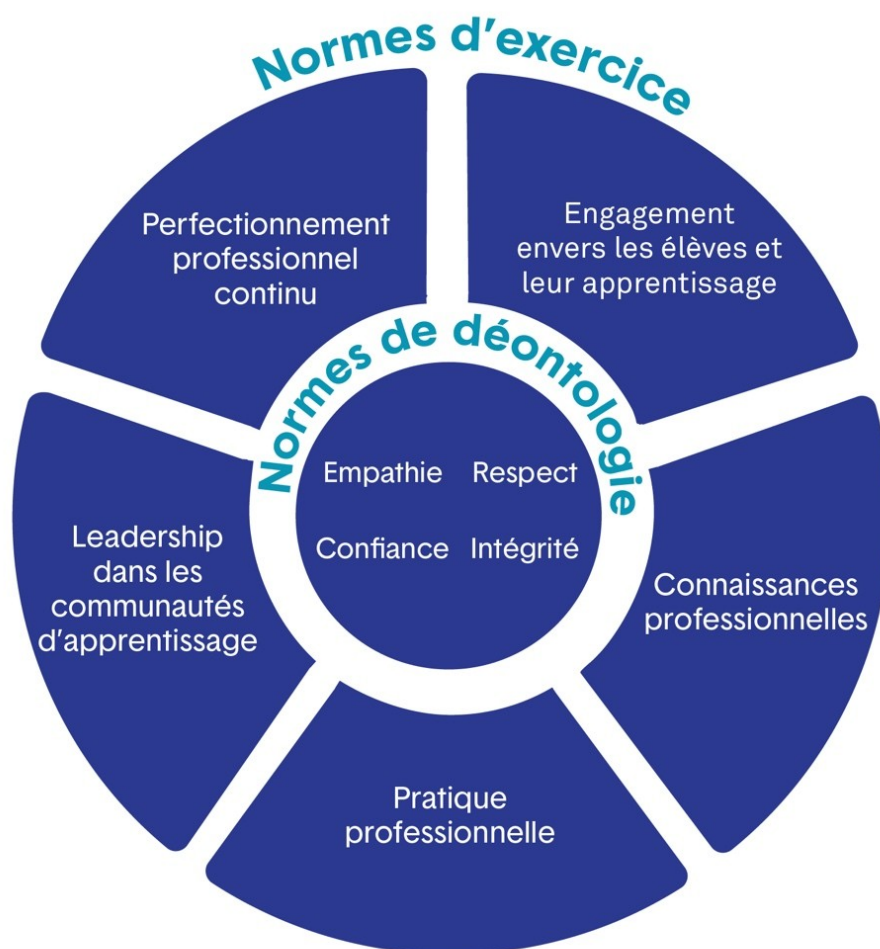 Normes d'exercice
Perfectionnement
professionnel
continu
Engagement
envers les élèves et
leur apprentissage
Normes de déontologie
Empathie Respect
Confiance Intégrité
Leadership
dans les
communautés
d'apprentissage
Connaissances
professionnelles
Pratique
professionnelle